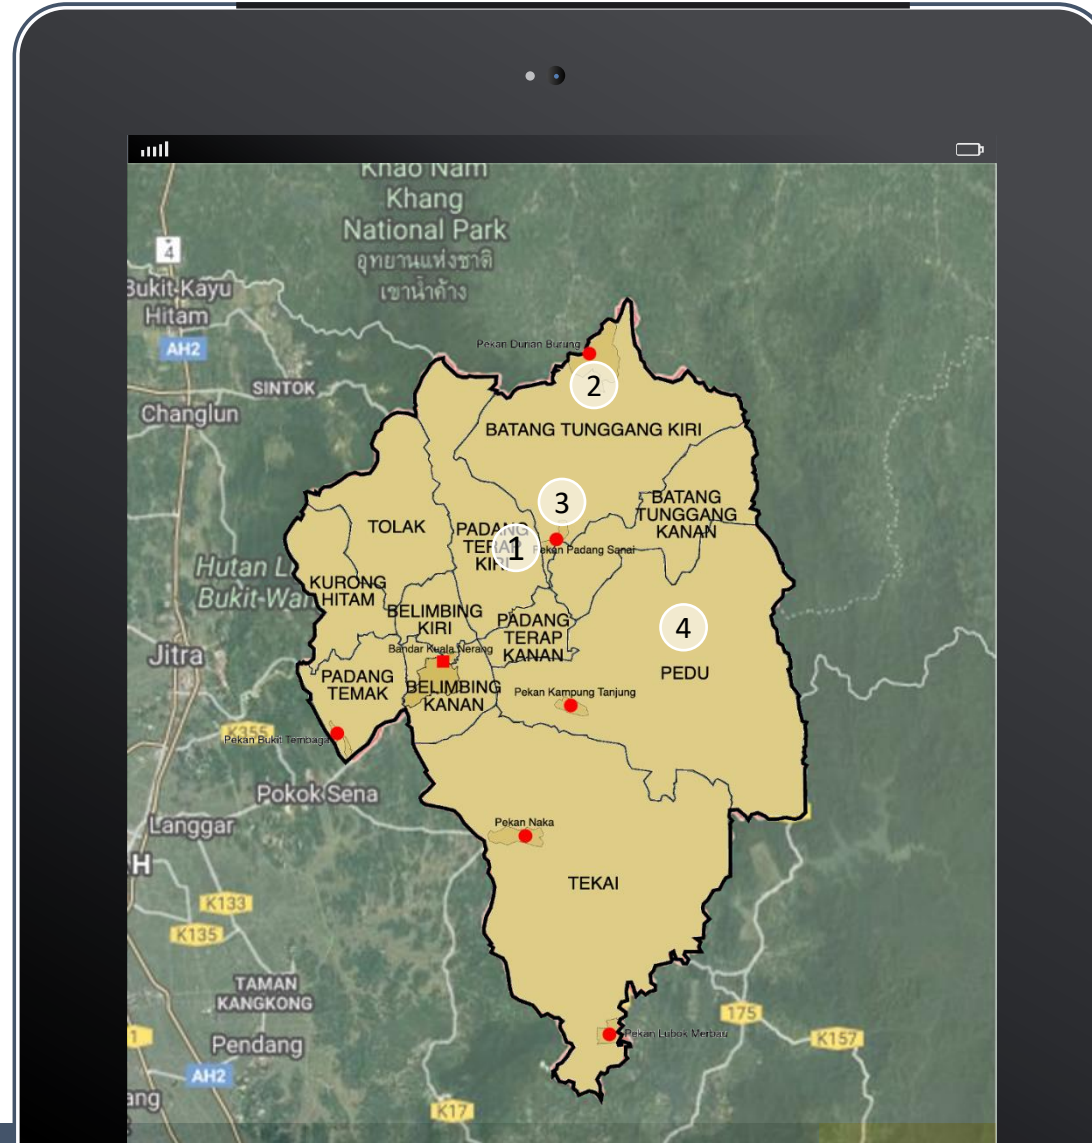 Khao Nam
Khang
National Park
อุทยานแห่งชาติ
เขาน้ำค้าง
4
Bukit Kayu
Hitam
AH2
SINTOK
Changlun
Pekan Durian Burung
2
BATANG TUNGGANG KIRI
3
BATANG
TUNGGANG
KANAN
TOLAK
PADANG
TERAP
KIRI
1
Pekan Padang Sanai
Hutan
Bukit-Wan
KURONG
HITAM
BELIMBING
KIRI
PADANG
TERAP
KANAN
4
PEDU
Bandar Kuala Nerang
Jitra
PADANG
TEMAK
BELIMBING
KANAN
Pekan Kampung Tanjung
K355
Pekan Bukit Tembaga
Pokok Sena
Langgar
Pekan Naka
H
TEKAI
K133
K135
TAMAN
KANGKONG
175
1
Pekan Lubok Merbau
K157
Pendang
AH2
ang
K17